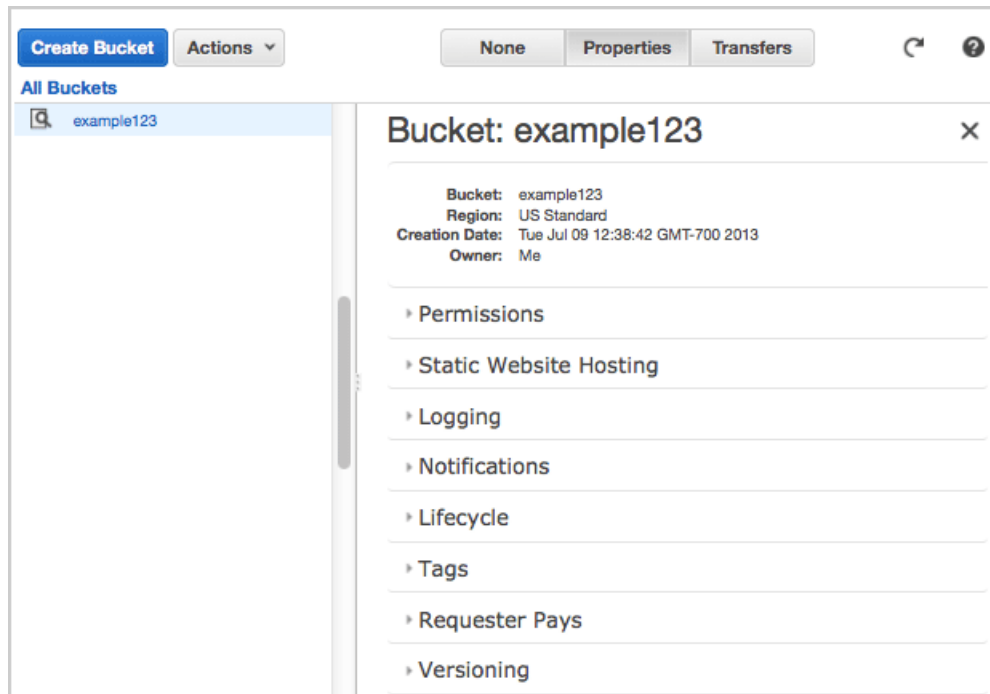 Create Bucket Actions None Properties Transfers
All Buckets
example123
Bucket: example123
Bucket: example123
Region: US Standard
Creation Date: Tue Jul 09 12:38:42 GMT-700 2013
Owner: Me
Permissions
Static Website Hosting
Logging
Notifications
Lifecycle
Tags
Requester Pays
Versioning